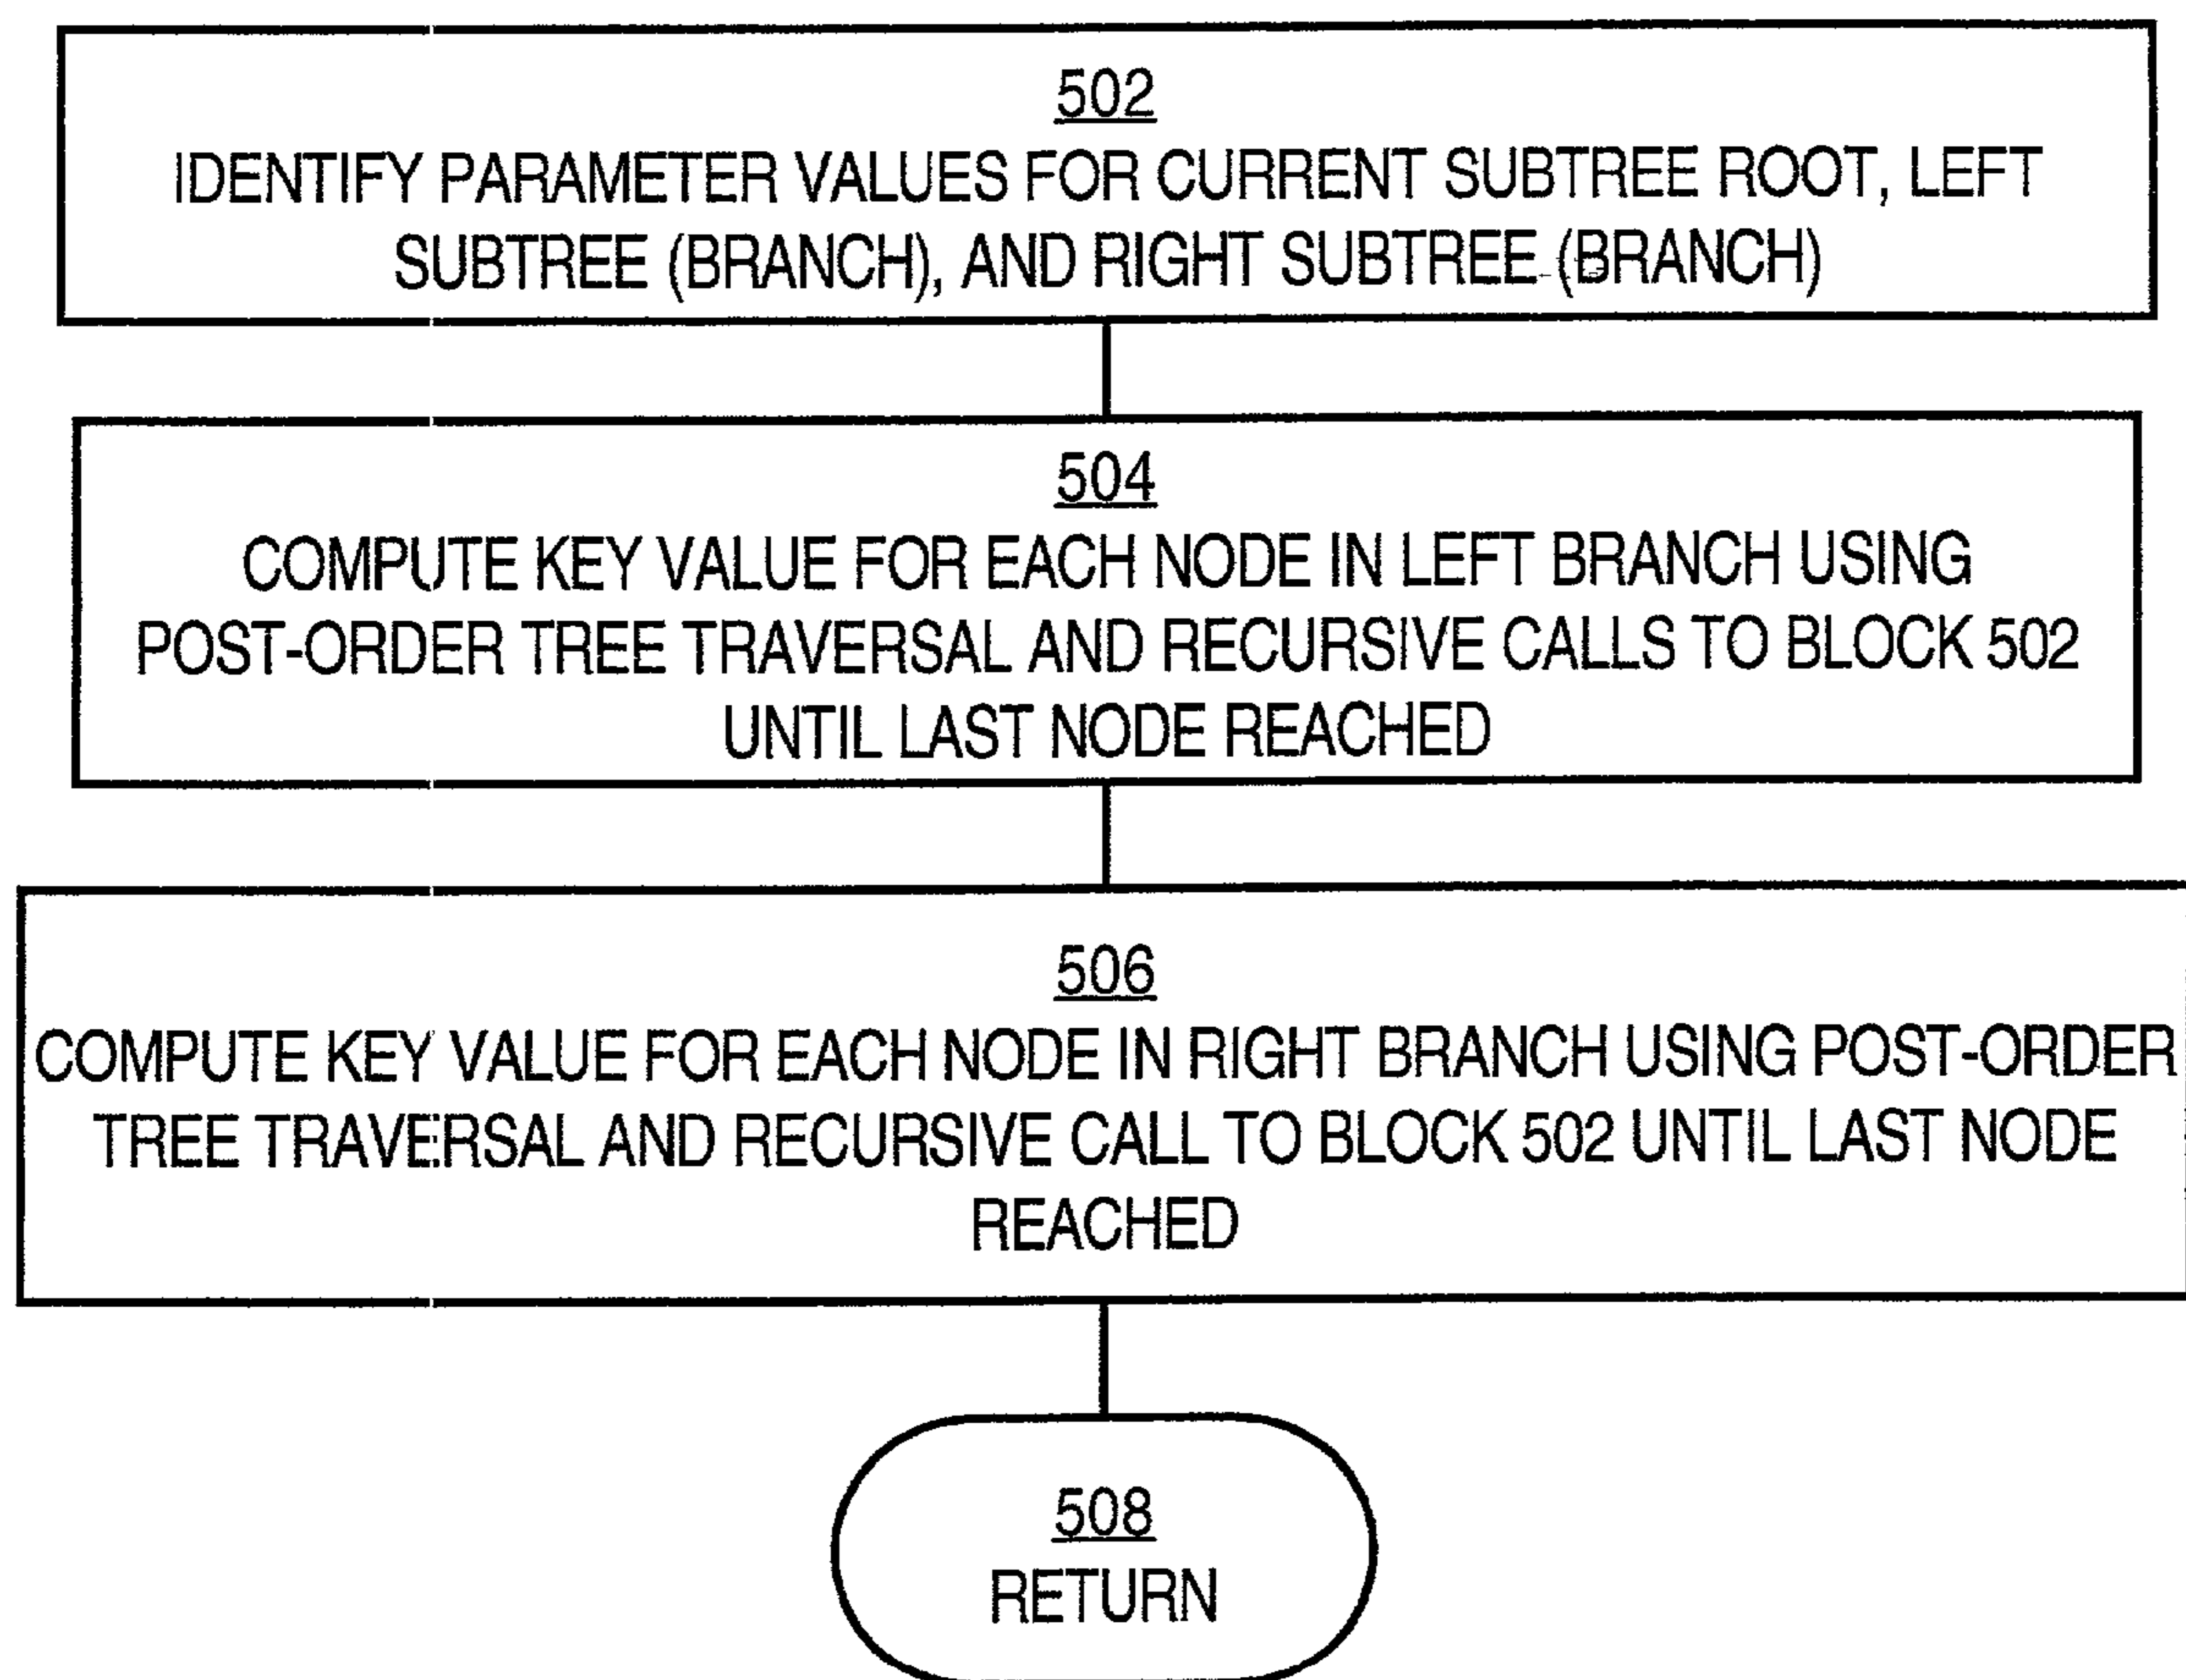 502
IDENTIFY PARAMETER VALUES FOR CURRENT SUBTREE ROOT, LEFT
SUBTREE (BRANCH), AND RIGHT SUBTREE (BRANCH)
504
COMPUTE KEY VALUE FOR EACH NODE IN LEFT BRANCH USING
POST-ORDER TREE TRAVERSAL AND RECURSIVE CALLS TO BLOCK 502
UNTIL LAST NODE REACHED
506
COMPUTE KEY VALUE FOR EACH NODE IN RIGHT BRANCH USING POST-ORDER
TREE TRAVERSAL AND RECURSIVE CALL TO BLOCK 502 UNTIL LAST NODE
REACHED
508
RETURN